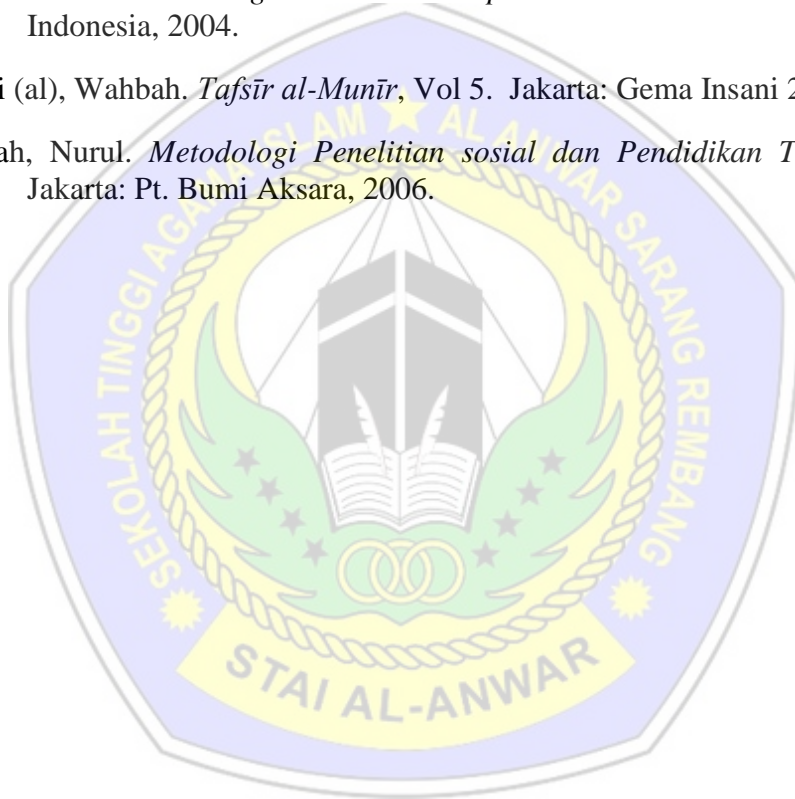 Indonesia, 2004.
i (al), Wahbah. Tafsīr al-Munīr, Vol 5. Jakarta: Gema Insani 2
ah, Nurul. Metodologi Penelitian sosial dan Pendidikan T
Jakarta: Pt. Bumi Aksara, 2006.
SEKOLAH TINGGI AGAMA ISLAM AL ANWAR SARANG REMBANG
STAI AL-ANWAR